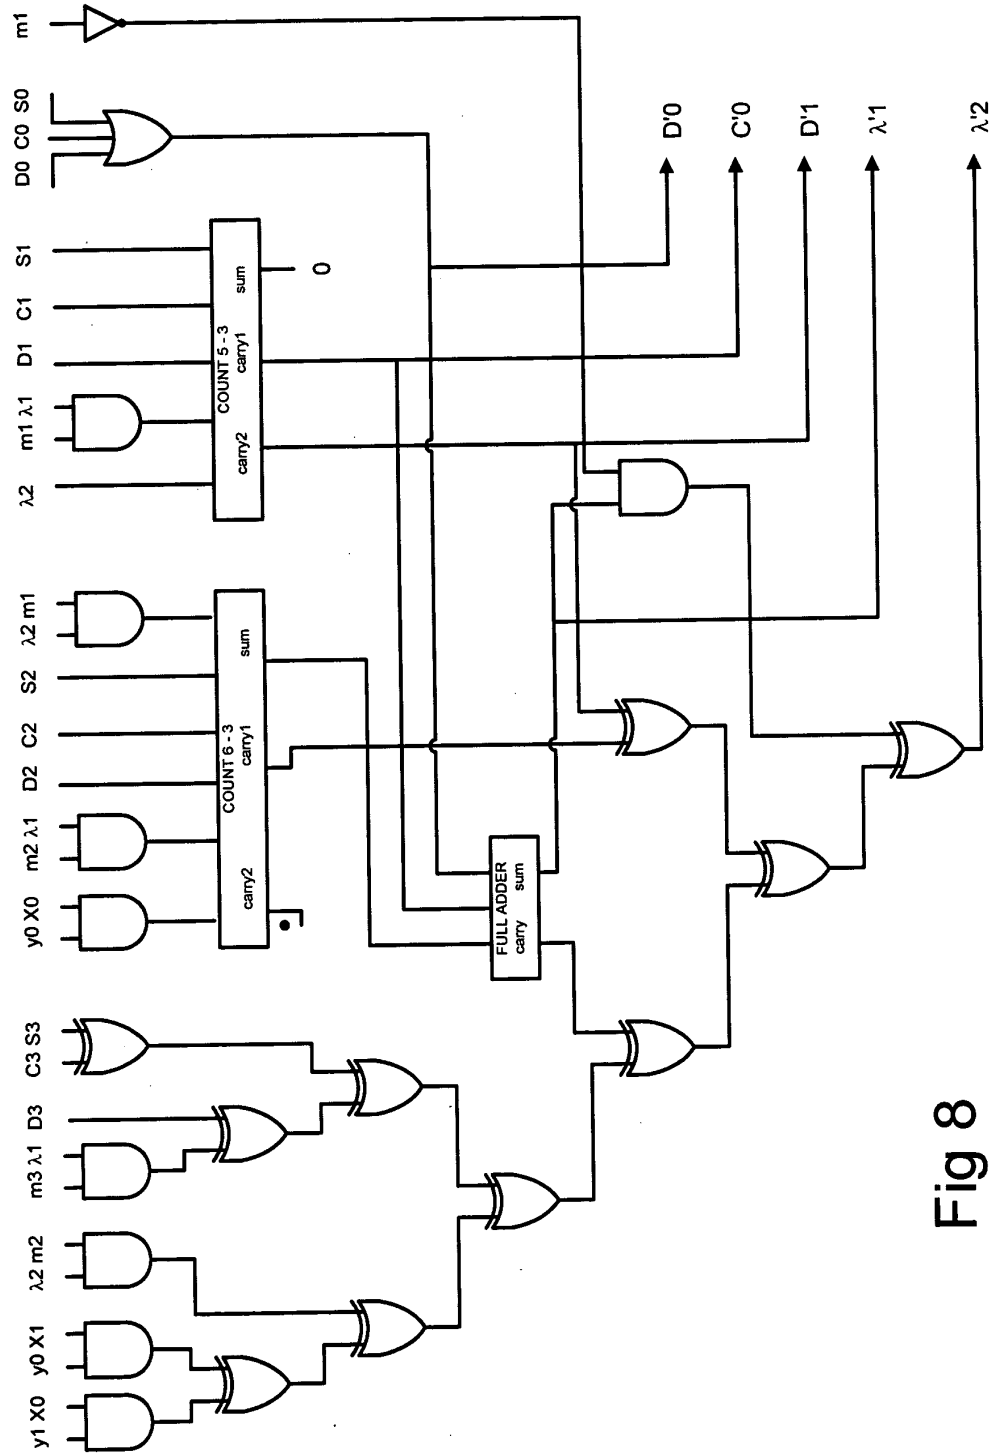 y1 X0 y0 X1 λ2 m2 m3 λ1 D3 C3 S3 y0 X0 m2 λ1 D2 C2 S2 λ2 m1 λ2 m1 λ1 D1 C1 S1 D0 C0 S0 m1
COUNT 6 - 3
carry2 carry1 sum
COUNT 5 - 3
carry2 carry1 sum
0
FULL ADDER
carry sum
D'0
C'0
D'1
λ'1
λ'2
Fig 8